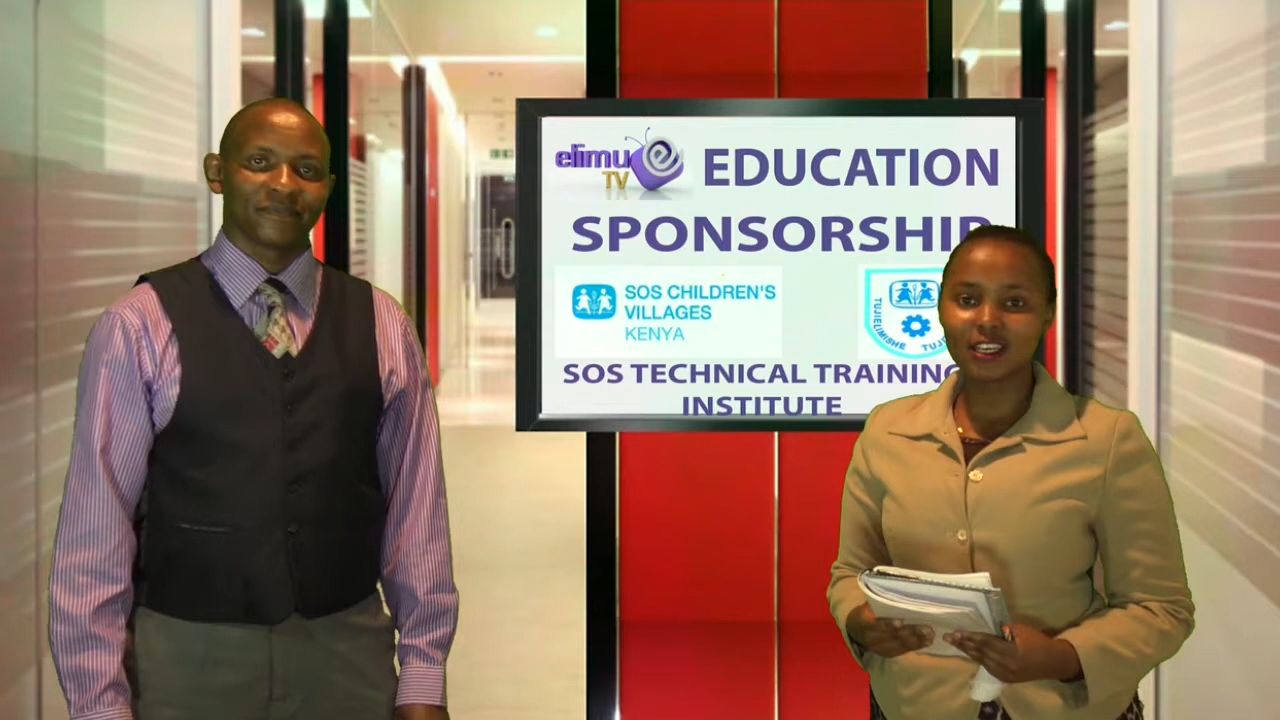 elimu
TV
EDUCATION
SPONSORSHIP
SOS CHILDREN'S
VILLAGES
KENYA
TUJIELIMISHE
SOS TECHNICAL TRAINING
INSTITUTE